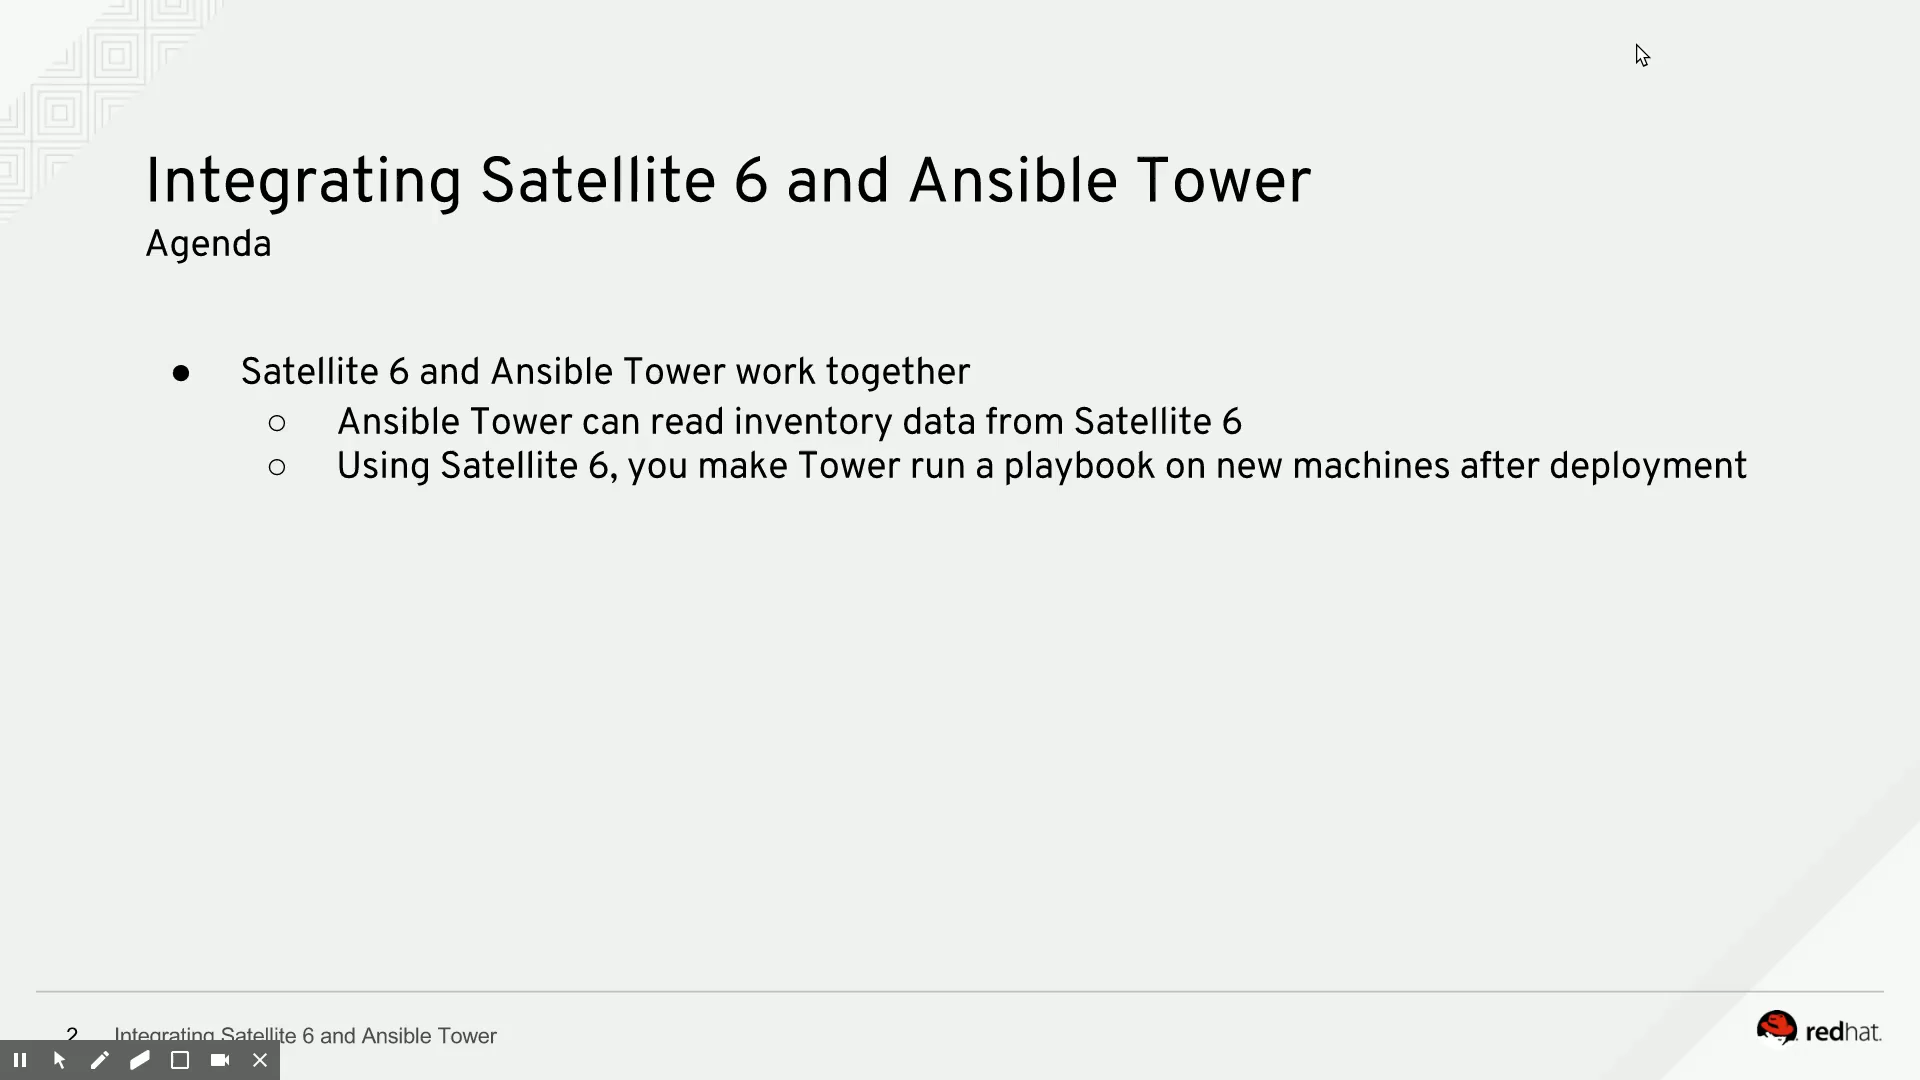 Integrating Satellite 6 and Ansible Tower
Agenda
● Satellite 6 and Ansible Tower work together
○ Ansible Tower can read inventory data from Satellite 6
○ Using Satellite 6, you make Tower run a playbook on new machines after deployment
2 Integrating Satellite 6 and Ansible Tower
redhat.